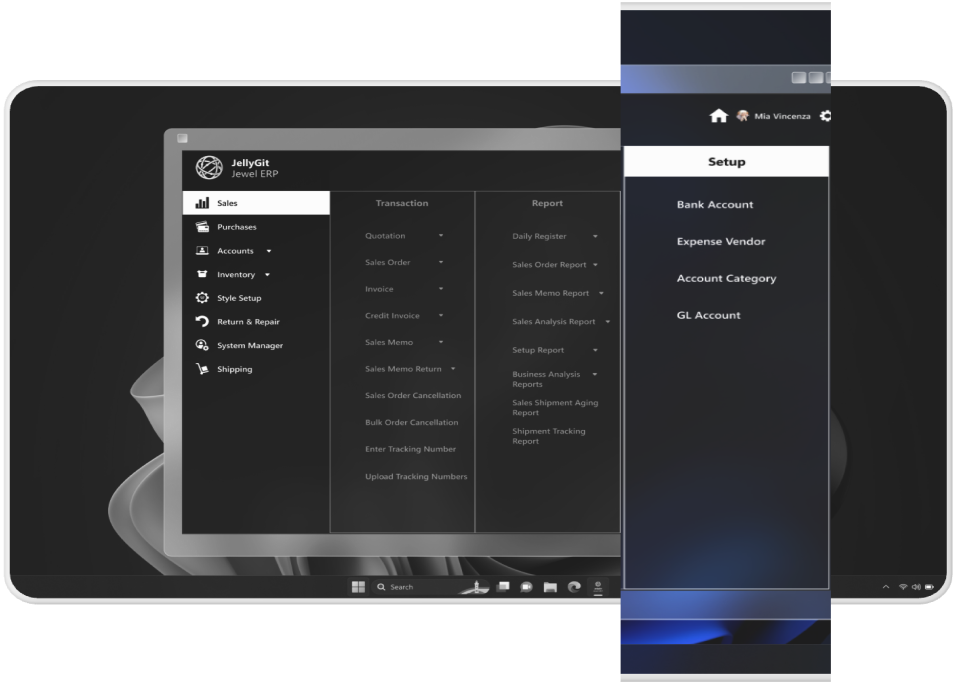 JellyGit
Jewel ERP
Mia Vincenza
Sales
Purchases
Accounts
Inventory
Style Setup
Return & Repair
System Manager
Shipping
Transaction
Quotation
Sales Order
Invoice
Credit Invoice
Sales Memo
Sales Memo Return
Sales Order Cancellation
Bulk Order Cancellation
Enter Tracking Number
Upload Tracking Numbers
Report
Daily Register
Sales Order Report
Sales Memo Report
Sales Analysis Report
Setup Report
Business Analysis
Reports
Sales Shipment Aging
Report
Shipment Tracking
Report
Setup
Bank Account
Expense Vendor
Account Category
GL Account
Search